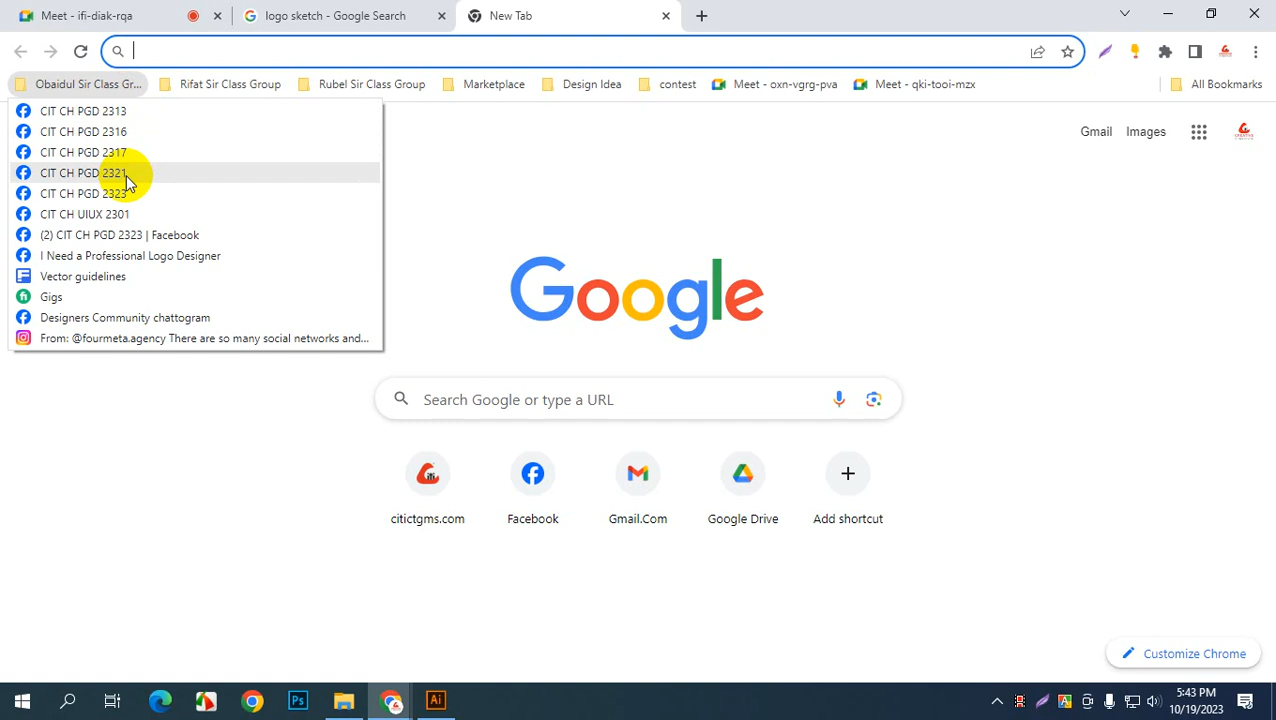 Meet - ifi-diak-rqa
logo sketch - Google Search
New Tab
Obaidul Sir Class Gr...
Rifat Sir Class Group
Rubel Sir Class Group
Marketplace
Design Idea
contest
Meet - oxn-vgrg-pva
Meet - qki-tooi-mzx
All Bookmarks
CIT CH PGD 2313
CIT CH PGD 2316
CIT CH PGD 2317
CIT CH PGD 2321
CIT CH PGD 2323
CIT CH UIUX 2301
(2) CIT CH PGD 2323 | Facebook
I Need a Professional Logo Designer
Vector guidelines
Gigs
Designers Community chattogram
From: @fourmeta.agency There are so many social networks and...
Gmail
Images
Google
Search Google or type a URL
citictgms.com
Facebook
Gmail.Com
Google Drive
Add shortcut
Customize Chrome
Ps
Ai
5:43 PM
10/19/2023